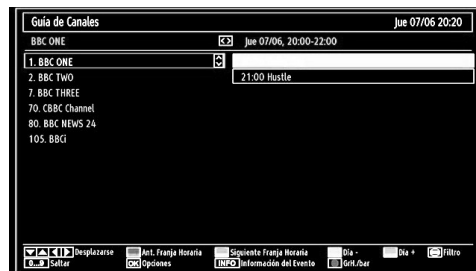 Guía de Canales Jue 07/06 20:20
BBC ONE Jue 07/06, 20:00-22:00
1. BBC ONE
2. BBC TWO 21:00 Hustle
7. BBC THREE
70. CBBC Channel
80. BBC NEWS 24
105. BBCi
Desplazarse Ant. Franja Horaria Siguiente Franja Horaria Día - Día + Filtro
0...9 Saltar OK Opciones INFO Información del Evento GrH./bar